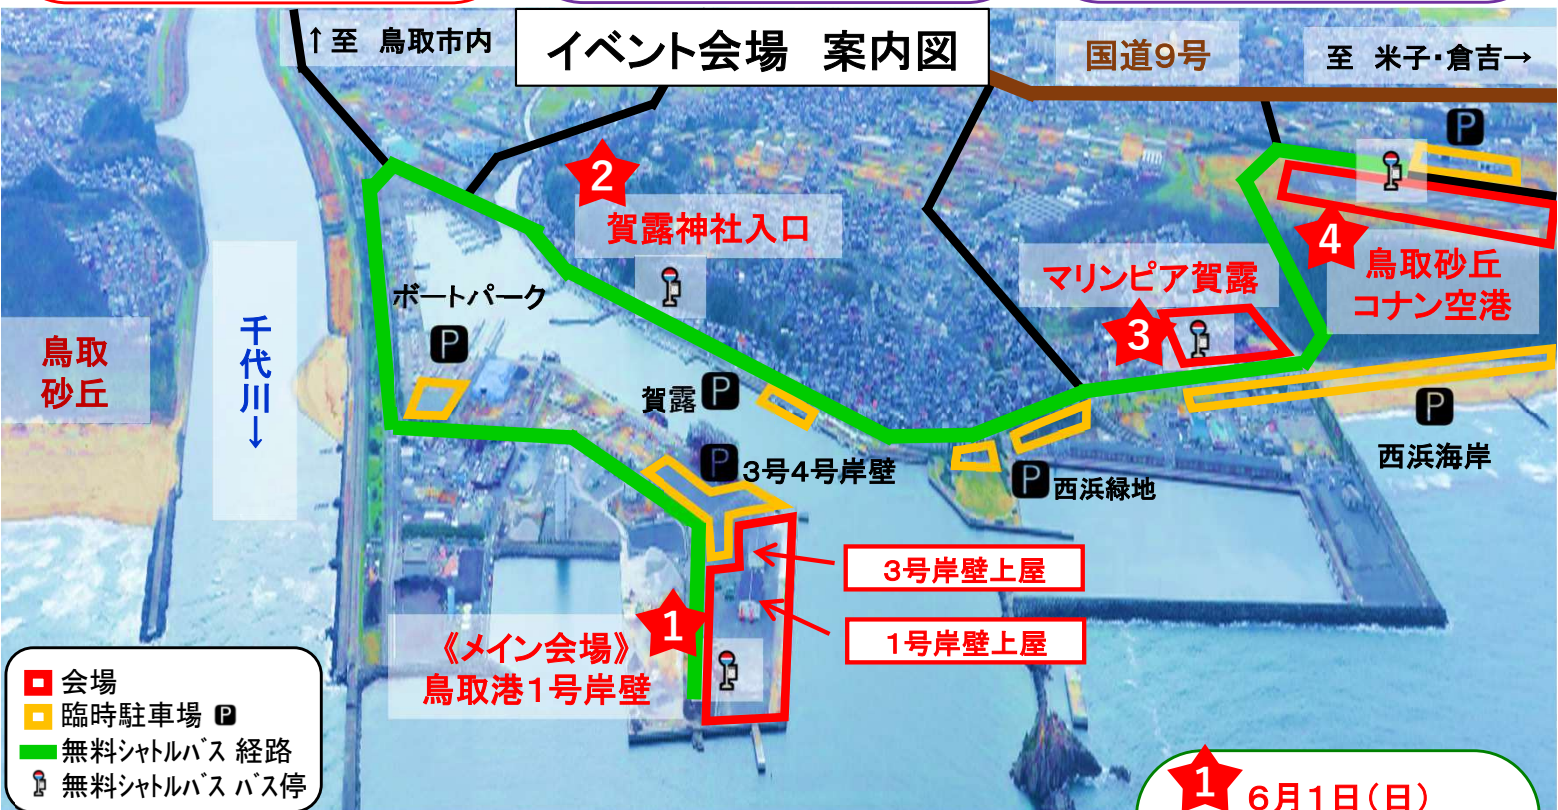 ↑至 鳥取市内
イベント会場 案内図
国道9号
至 米子・倉吉→
P
2
賀露神社入口
4
鳥取砂丘
コナン空港
マリンピア賀露
3
ボートパーク
P
鳥取
砂丘
千代川→
賀露 P
P 3号4号岸壁
P
西浜海岸
P 西浜緑地
3号岸壁上屋
1号岸壁上屋
1
《メイン会場》
鳥取港1号岸壁
会場
臨時駐車場 P
無料シャトルバス 経路
無料シャトルバス バス停
1 6月1日(日)